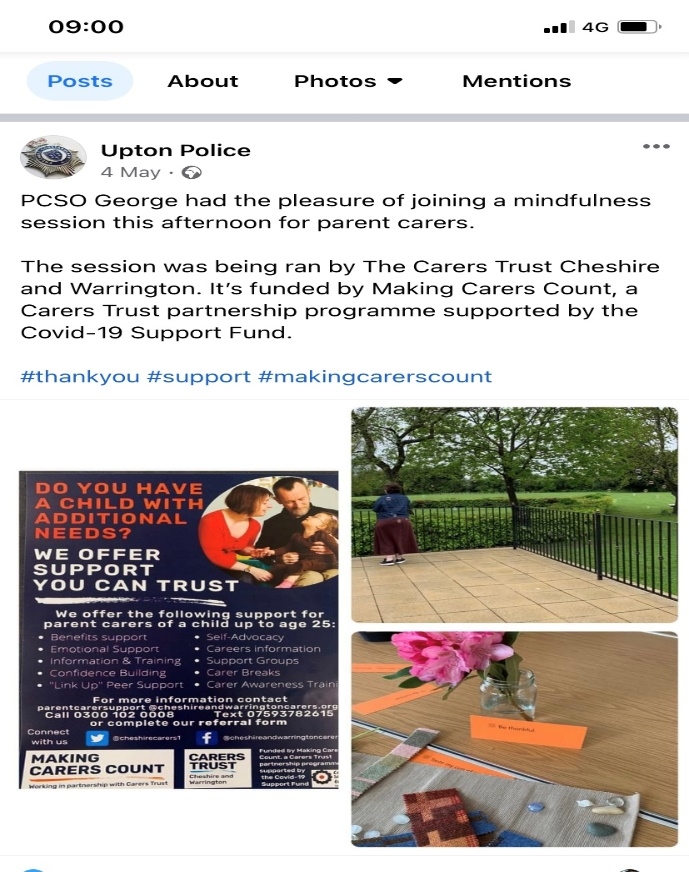 09:00
4G
Posts About Photos Mentions
Upton Police
4 May ·
PCSO George had the pleasure of joining a mindfulness
session this afternoon for parent carers.
The session was being ran by The Carers Trust Cheshire
and Warrington. It's funded by Making Carers Count, a
Carers Trust partnership programme supported by the
Covid-19 Support Fund.
#thankyou #support #makingcarerscount
DO YOU HAVE
A CHILD WITH
ADDITIONAL
NEEDS?
WE OFFER
SUPPORT
YOU CAN TRUST
We offer the following support for
parent carers of a child up to age 25:
• Benefits support
• Emotional Support
• Information & Training
• Confidence Building
• "Link Up" Peer Support
• Self-Advocacy
• Careers information
• Support Groups
• Carer Breaks
• Carer Awareness Traini
For more information contact
parentcarersupport@cheshireandwarringtoncarers.org
Call 0300 102 0008 Text 07593782615
or complete our referral form
Connect
with us
@cheshirecarers1
@cheshireandwarringtoncarer
MAKING
CARERS COUNT
Working in partnership with Carers Trust
CARERS
TRUST
Cheshire and
Warrington
Funded by Making Care
Count, a Carers Trust
partnership programm
supported by
the Covid-19
Support Fund
Be thankful.